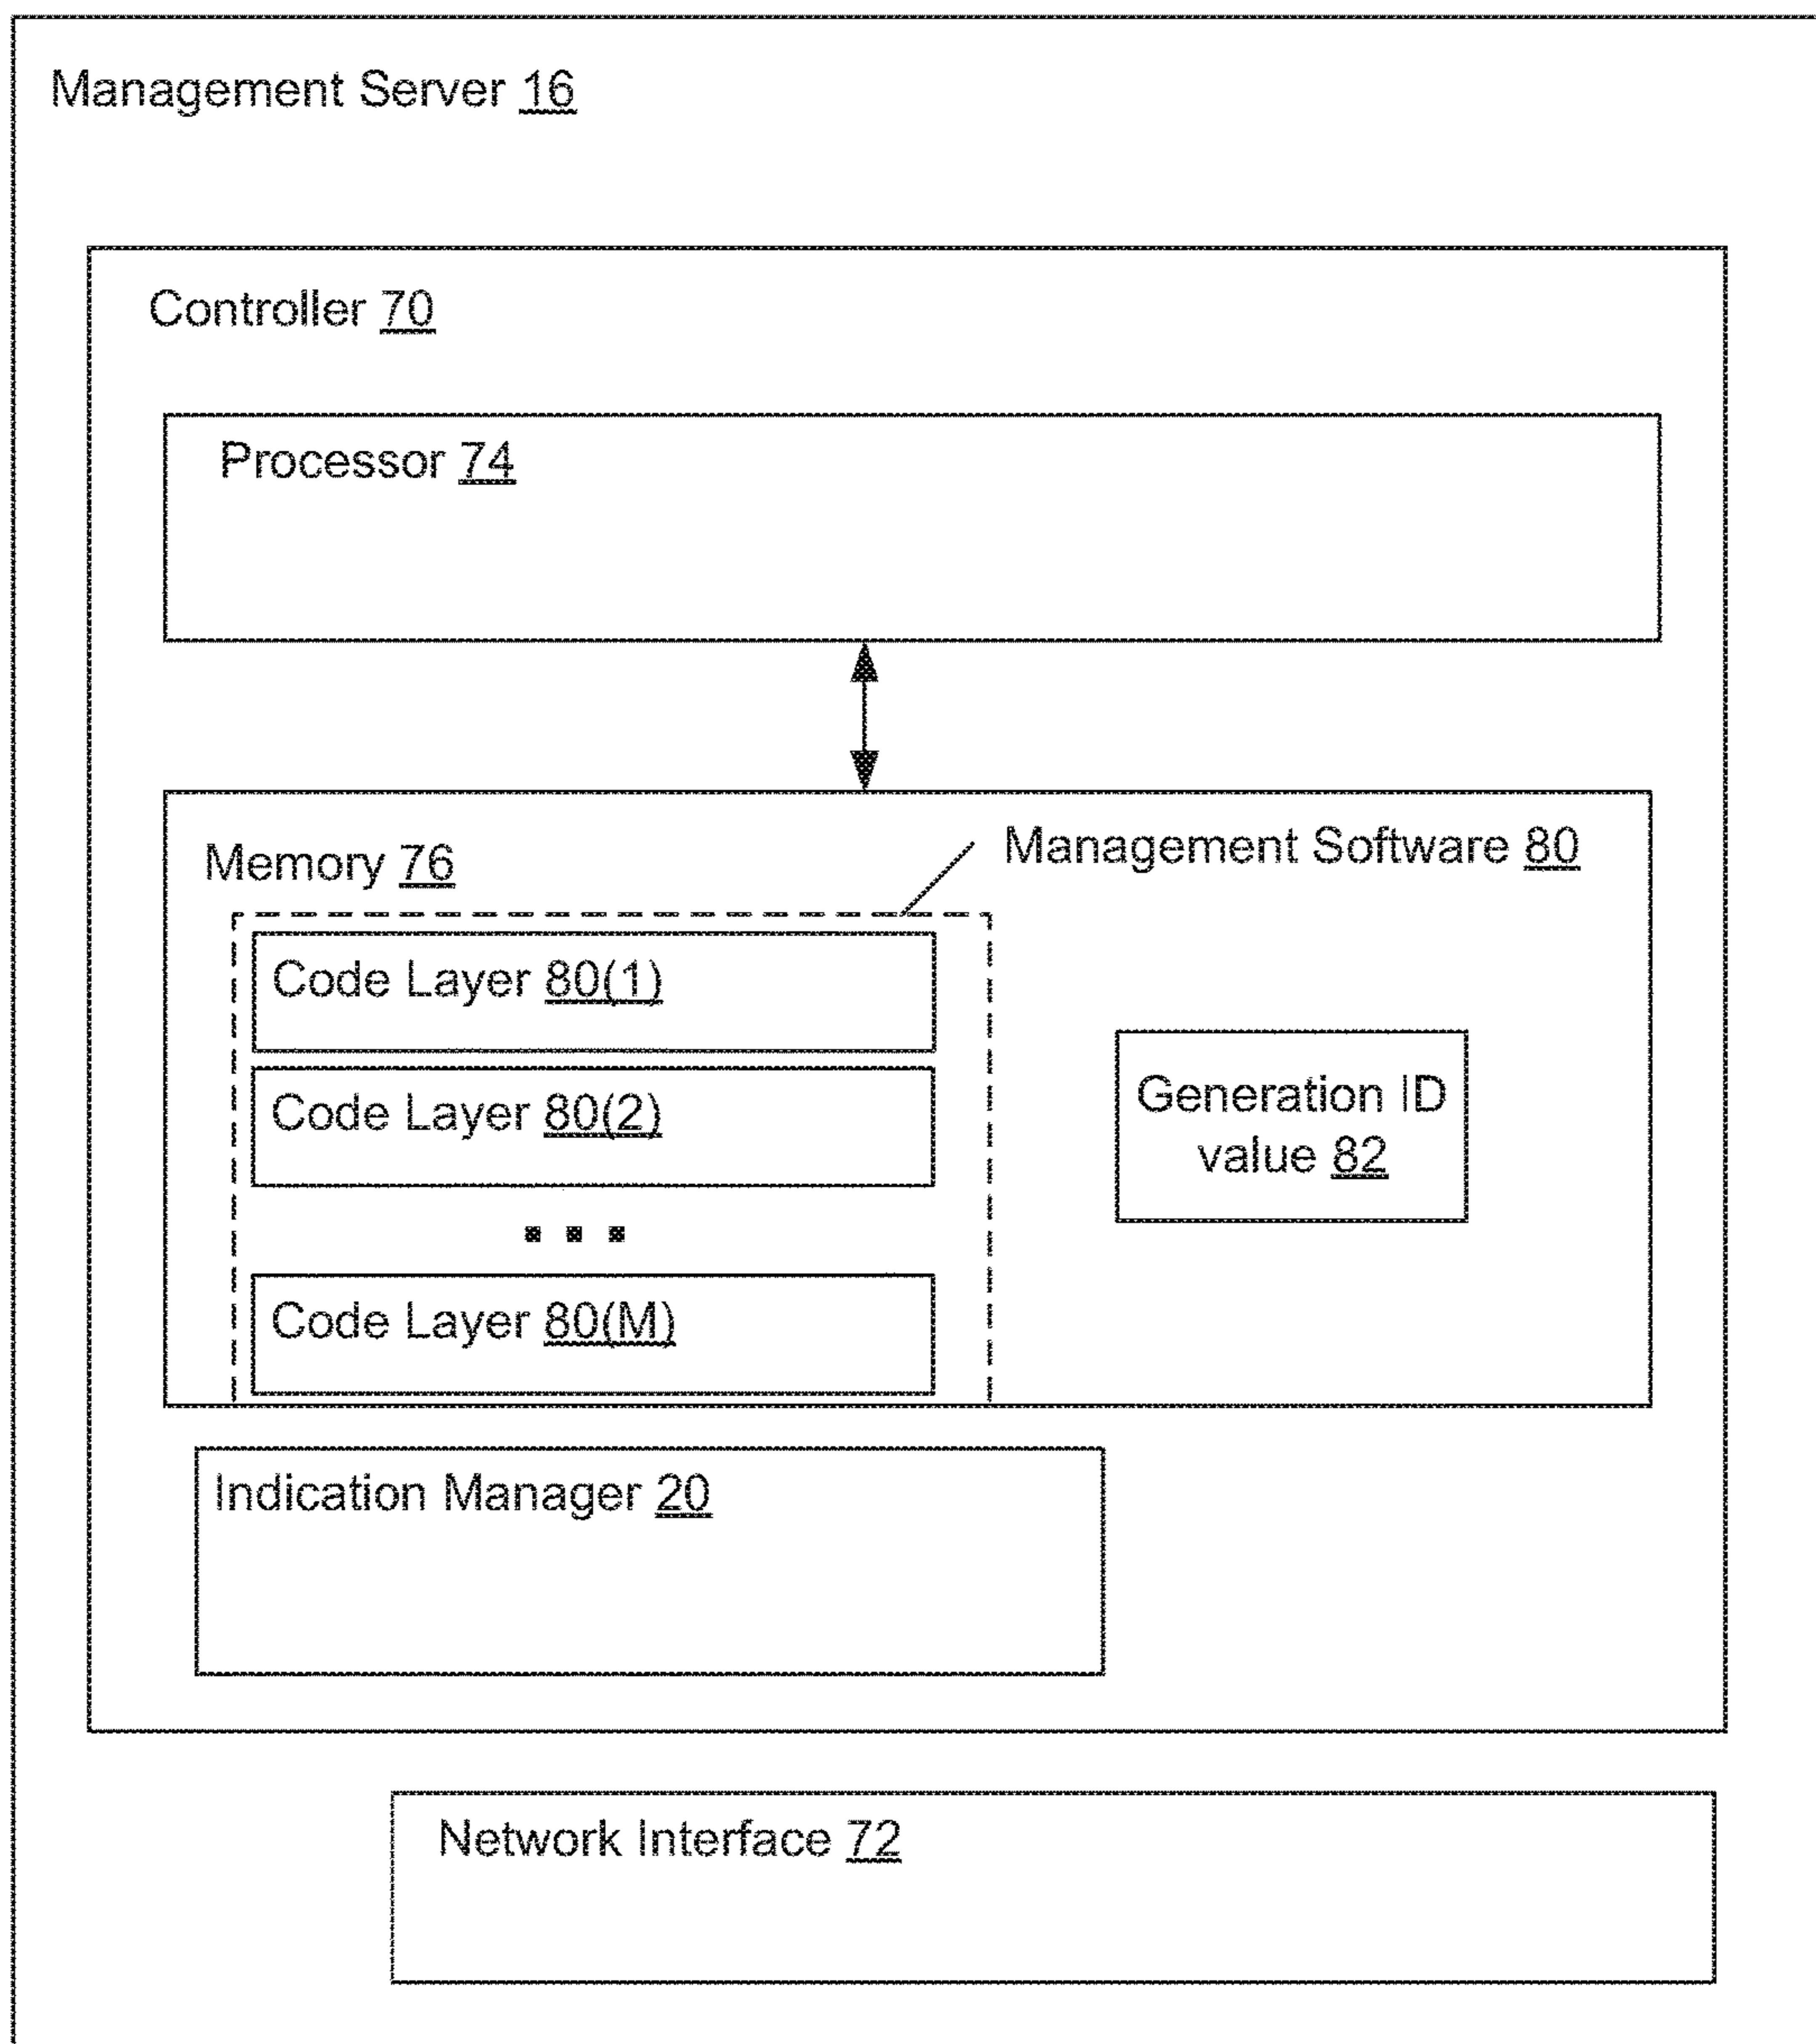 Management Server 16
Controller 70
Processor 74
Memory 76
Management Software 80
Code Layer 80(1)
Code Layer 80(2)
Generation ID
value 82
...
Code Layer 80(M)
Indication Manager 20
Network Interface 72